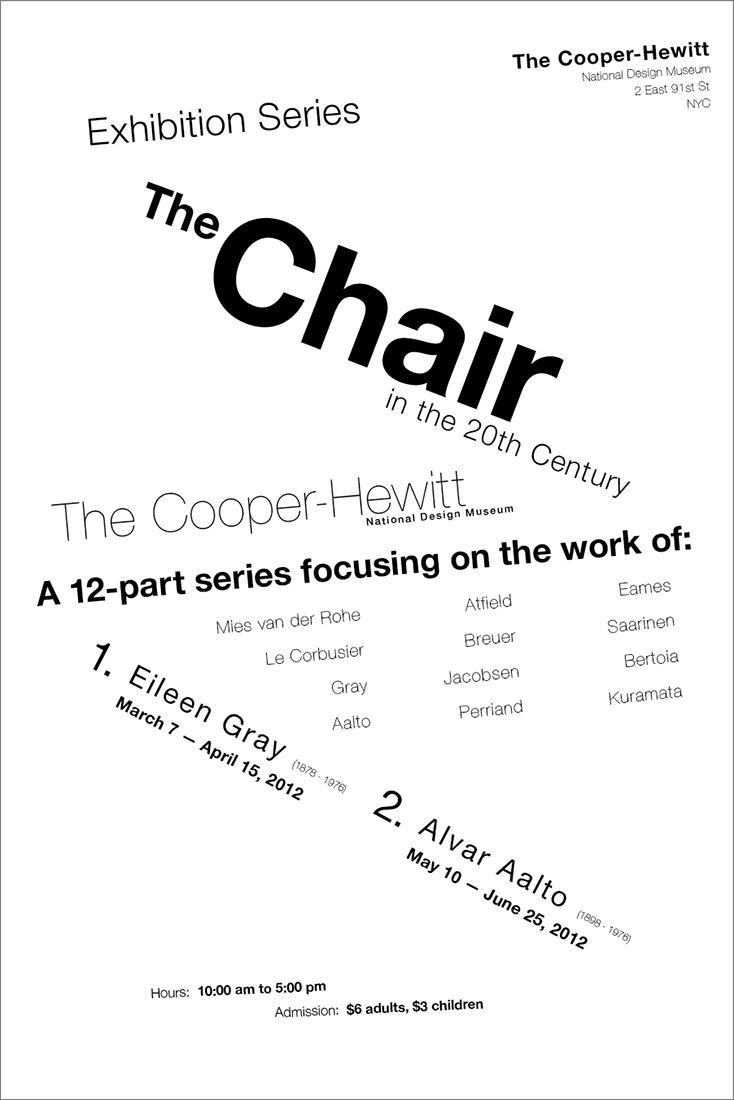 The Cooper-Hewitt
National Design Museum
2 East 91st St
NYC
Exhibition Series
The Chair
in the 20th Century
The Cooper-Hewitt
National Design Museum
A 12-part series focusing on the work of:
Mies van der Rohe
Le Corbusier
Gray
Aalto
Atfield
Breuer
Jacobsen
Perriand
Eames
Saarinen
Bertoia
Kuramata
1. Eileen Gray (1878 - 1976)
March 7 – April 15, 2012
2. Alvar Aalto (1898 - 1976)
May 10 – June 25, 2012
Hours: 10:00 am to 5:00 pm
Admission: $6 adults, $3 children